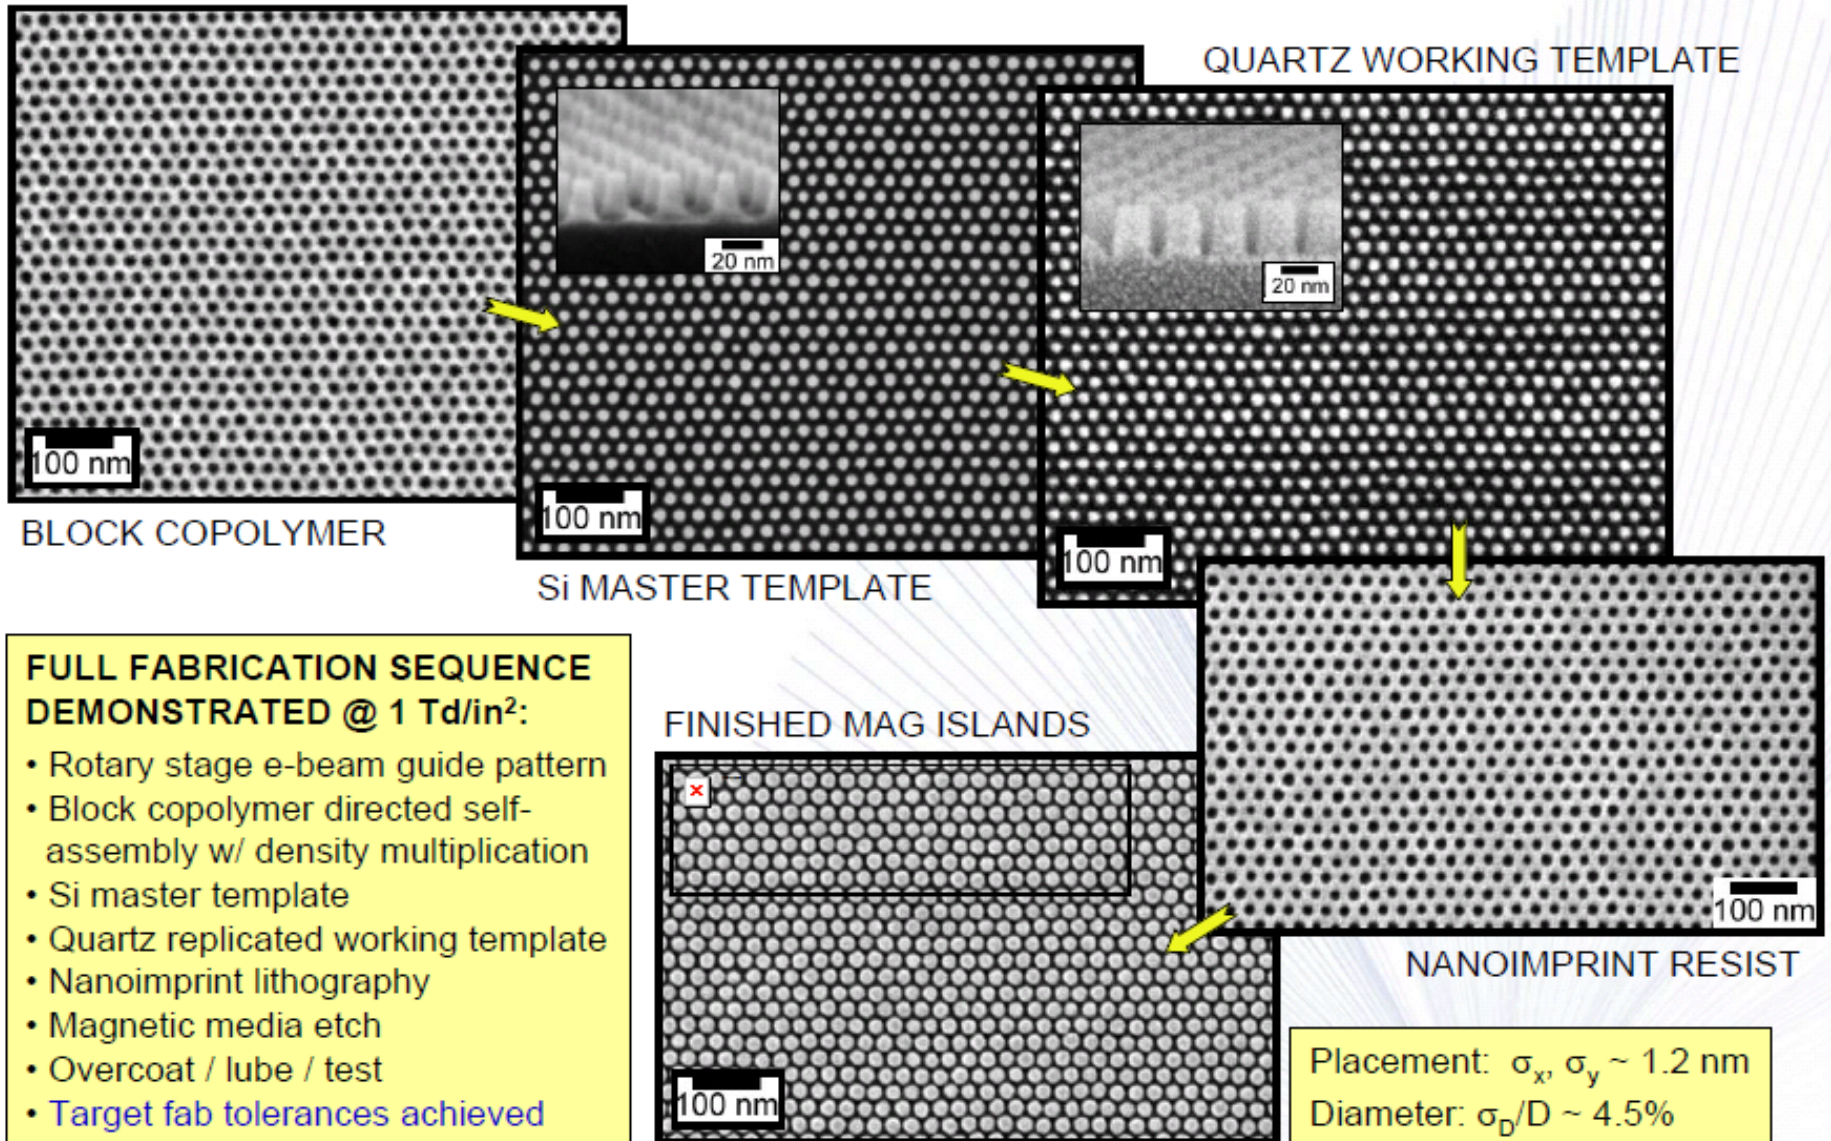 QUARTZ WORKING TEMPLATE
20 nm
20 nm
100 nm
BLOCK COPOLYMER
100 nm
100 nm
Si MASTER TEMPLATE
FULL FABRICATION SEQUENCE
DEMONSTRATED @ 1 Td/in²:
• Rotary stage e-beam guide pattern
• Block copolymer directed self-
assembly w/ density multiplication
• Si master template
• Quartz replicated working template
• Nanoimprint lithography
• Magnetic media etch
• Overcoat / lube / test
• Target fab tolerances achieved
FINISHED MAG ISLANDS
100 nm
100 nm
NANOIMPRINT RESIST
Placement: σx, σy ~ 1.2 nm
Diameter: σD/D ~ 4.5%